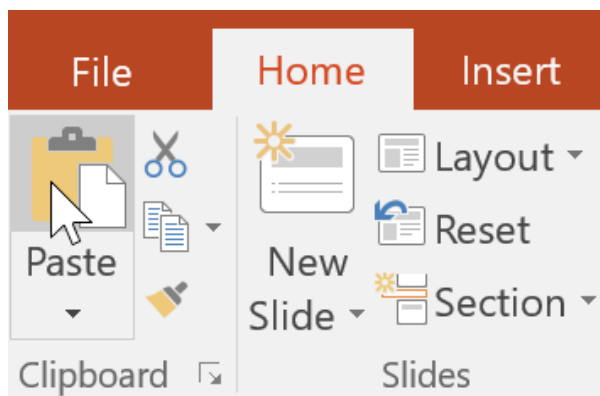 File Home Insert
Layout
Reset
Paste
New
Slide
Section
Clipboard
Slides